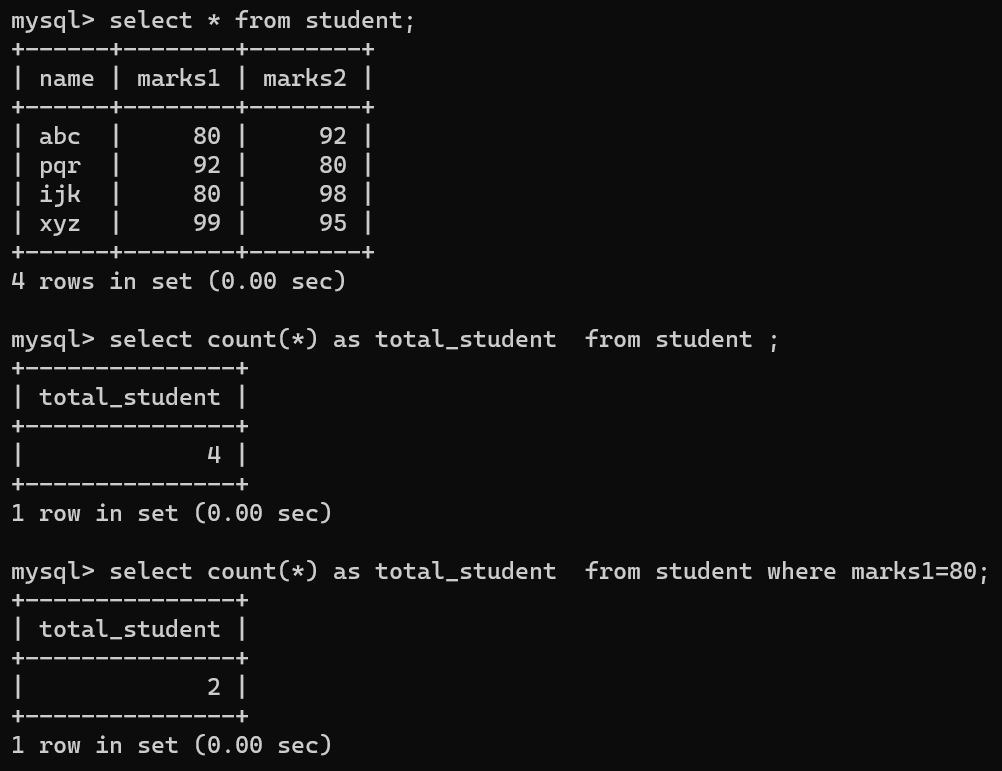 mysql> select * from student;
+------+--------+--------+
| name | marks1 | marks2 |
+------+--------+--------+
| abc  |     80 |     92 |
| pqr  |     92 |     80 |
| ijk  |     80 |     98 |
| xyz  |     99 |     95 |
+------+--------+--------+
4 rows in set (0.00 sec)

mysql> select count(*) as total_student  from student ;
+---------------+
| total_student |
+---------------+
|             4 |
+---------------+
1 row in set (0.00 sec)

mysql> select count(*) as total_student  from student where marks1=80;
+---------------+
| total_student |
+---------------+
|             2 |
+---------------+
1 row in set (0.00 sec)